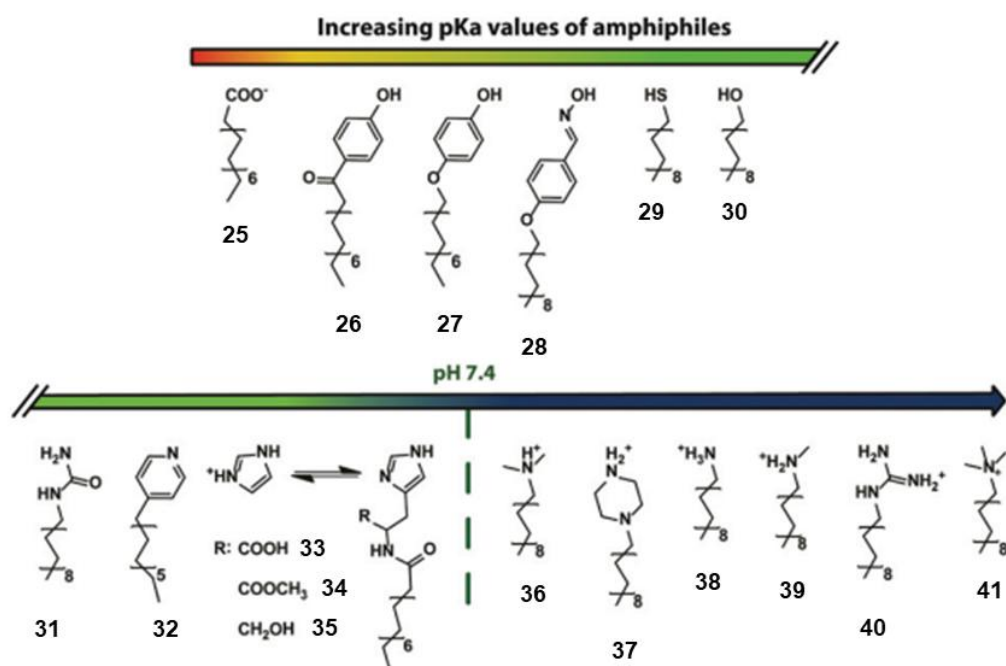 Increasing pKa values of amphiphiles
COO-
6
25
OH
O
6
26
OH
O
6
27
OH
N
O
8
28
HS
8
29
HO
8
30
pH 7.4
H2N
HN
O
8
31
N
5
32
NH
+HN
R: COOH 33
COOCH3 34
CH2OH 35
NH
N
R
HN
O
6
H+
N
8
36
NH2+
N
8
37
+H3N
8
38
+H2N
8
39
H2N
NH2+
HN
8
40
N+
8
41